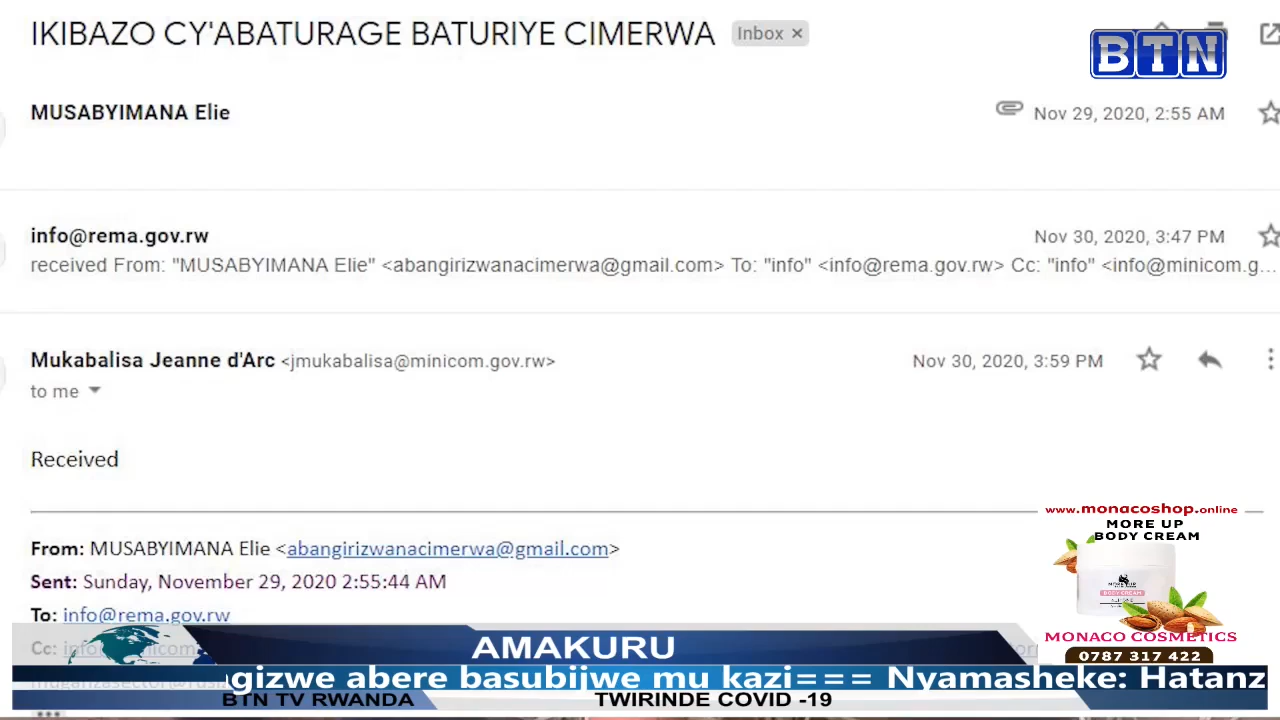 IKIBAZO CY'ABATURAGE BATURIYE CIMERWA Inbox ×
BTN
MUSABYIMANA Elie Nov 29, 2020, 2:55 AM
info@rema.gov.rw Nov 30, 2020, 3:47 PM
received From: "MUSABYIMANA Elie" <abangirizwanacimerwa@gmail.com> To: "info" <info@rema.gov.rw> Cc: "info" <info@minicom.g...
Mukabalisa Jeanne d'Arc <jmukabalisa@minicom.gov.rw> Nov 30, 2020, 3:59 PM
to me
Received
From: MUSABYIMANA Elie <abangirizwanacimerwa@gmail.com>
Sent: Sunday, November 29, 2020 2:55:44 AM
To: info@rema.gov.rw
Cc:
www.monacoshop.online
MORE UP
BODY CREAM
BODY CREAM
MONACO COSMETICS
0787 317 422
AMAKURU
gizwe abere basubijwe mu kazi=== Nyamasheke: Hatanz
BTN TV RWANDA TWIRINDE COVID -19